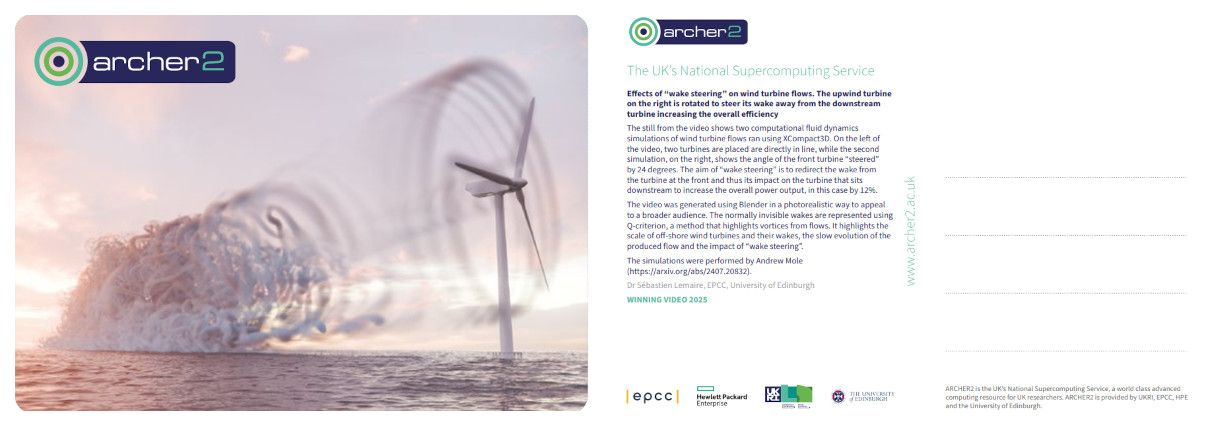 archer2
archer2
The UK's National Supercomputing Service
Effects of “wake steering” on wind turbine flows. The upwind turbine
on the right is rotated to steer its wake away from the downstream
turbine increasing the overall efficiency
The still from the video shows two computational fluid dynamics
simulations of wind turbine flows ran using XCompact3D. On the left of
the video, two turbines are placed are directly in line, while the second
simulation, on the right, shows the angle of the front turbine “steered”
by 24 degrees. The aim of “wake steering” is to redirect the wake from
the turbine at the front and thus its impact on the turbine that sits
downstream to increase the overall power output, in this case by 12%.
The video was generated using Blender in a photorealistic way to appeal
to a broader audience. The normally invisible wakes are represented using
Q-criterion, a method that highlights vortices from flows. It highlights the
scale of off-shore wind turbines and their wakes, the slow evolution of the
produced flow and the impact of “wake steering”.
The simulations were performed by Andrew Mole
(https://arxiv.org/abs/2407.20832).
Dr Sébastien Lemaire, EPCC, University of Edinburgh
WINNING VIDEO 2025
www.archer2.ac.uk
epcc
Hewlett Packard
Enterprise
UK
RI
THE UNIVERSITY
of EDINBURGH
ARCHER2 is the UK's National Supercomputing Service, a world class advanced
computing resource for UK researchers. ARCHER2 is provided by UKRI, EPCC, HPE
and the University of Edinburgh.